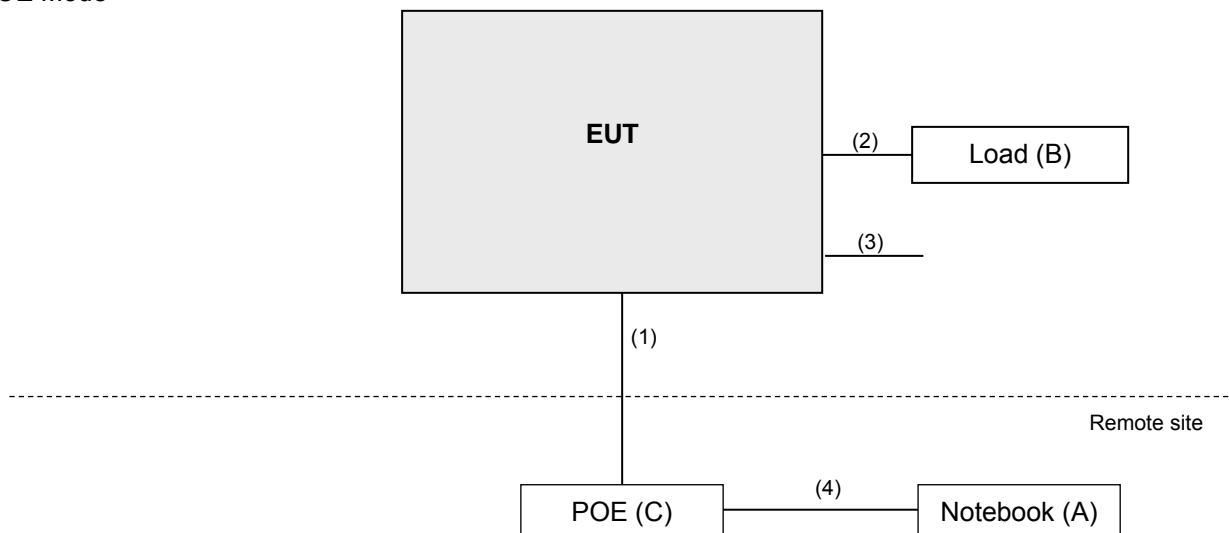 EUT
(2)
Load (B)
(3)
(1)
Remote site
POE (C)
(4)
Notebook (A)